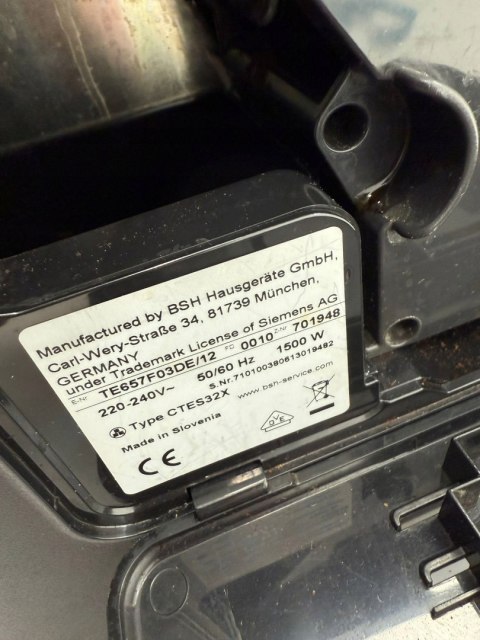 Manufactured by BSH Hausgeräte GmbH,
Carl-Wery-Straße 34, 81739 München,
GERMANY
under Trademark License of Siemens AG
E-Nr TE657F03DE/12 FD 0010 Z-Nr 701948
220-240V~ 50/60 Hz 1500 W
s.Nr.710100380613019482
Type CTES32X www.bsh-service.com
Made in Slovenia
DVE
CE